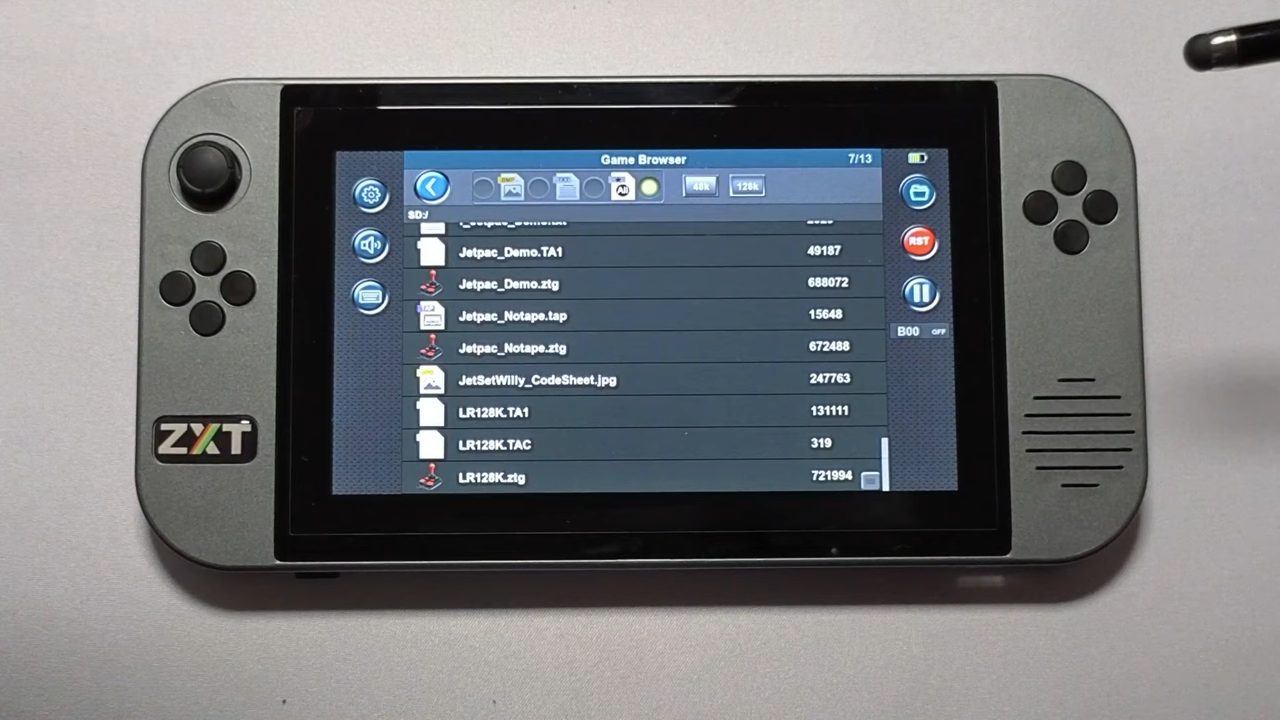 Game Browser 7/13
All 48k 128k
SD:/
Jetpac_Demo.TA1 49187
Jetpac_Demo.ztg 688072
RST
Jetpac_Notape.tap 15648
B00 OFF
Jetpac_Notape.ztg 672488
JetSetWilly_CodeSheet.jpg 247763
LR128K.TA1 131111
ZXT
LR128K.TAC 319
LR128K.ztg 721994